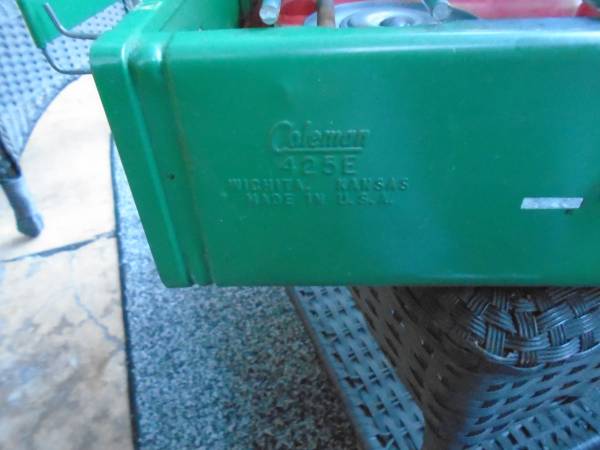 Coleman
425E
WICHITA, KANSAS
MADE IN U.S.A.